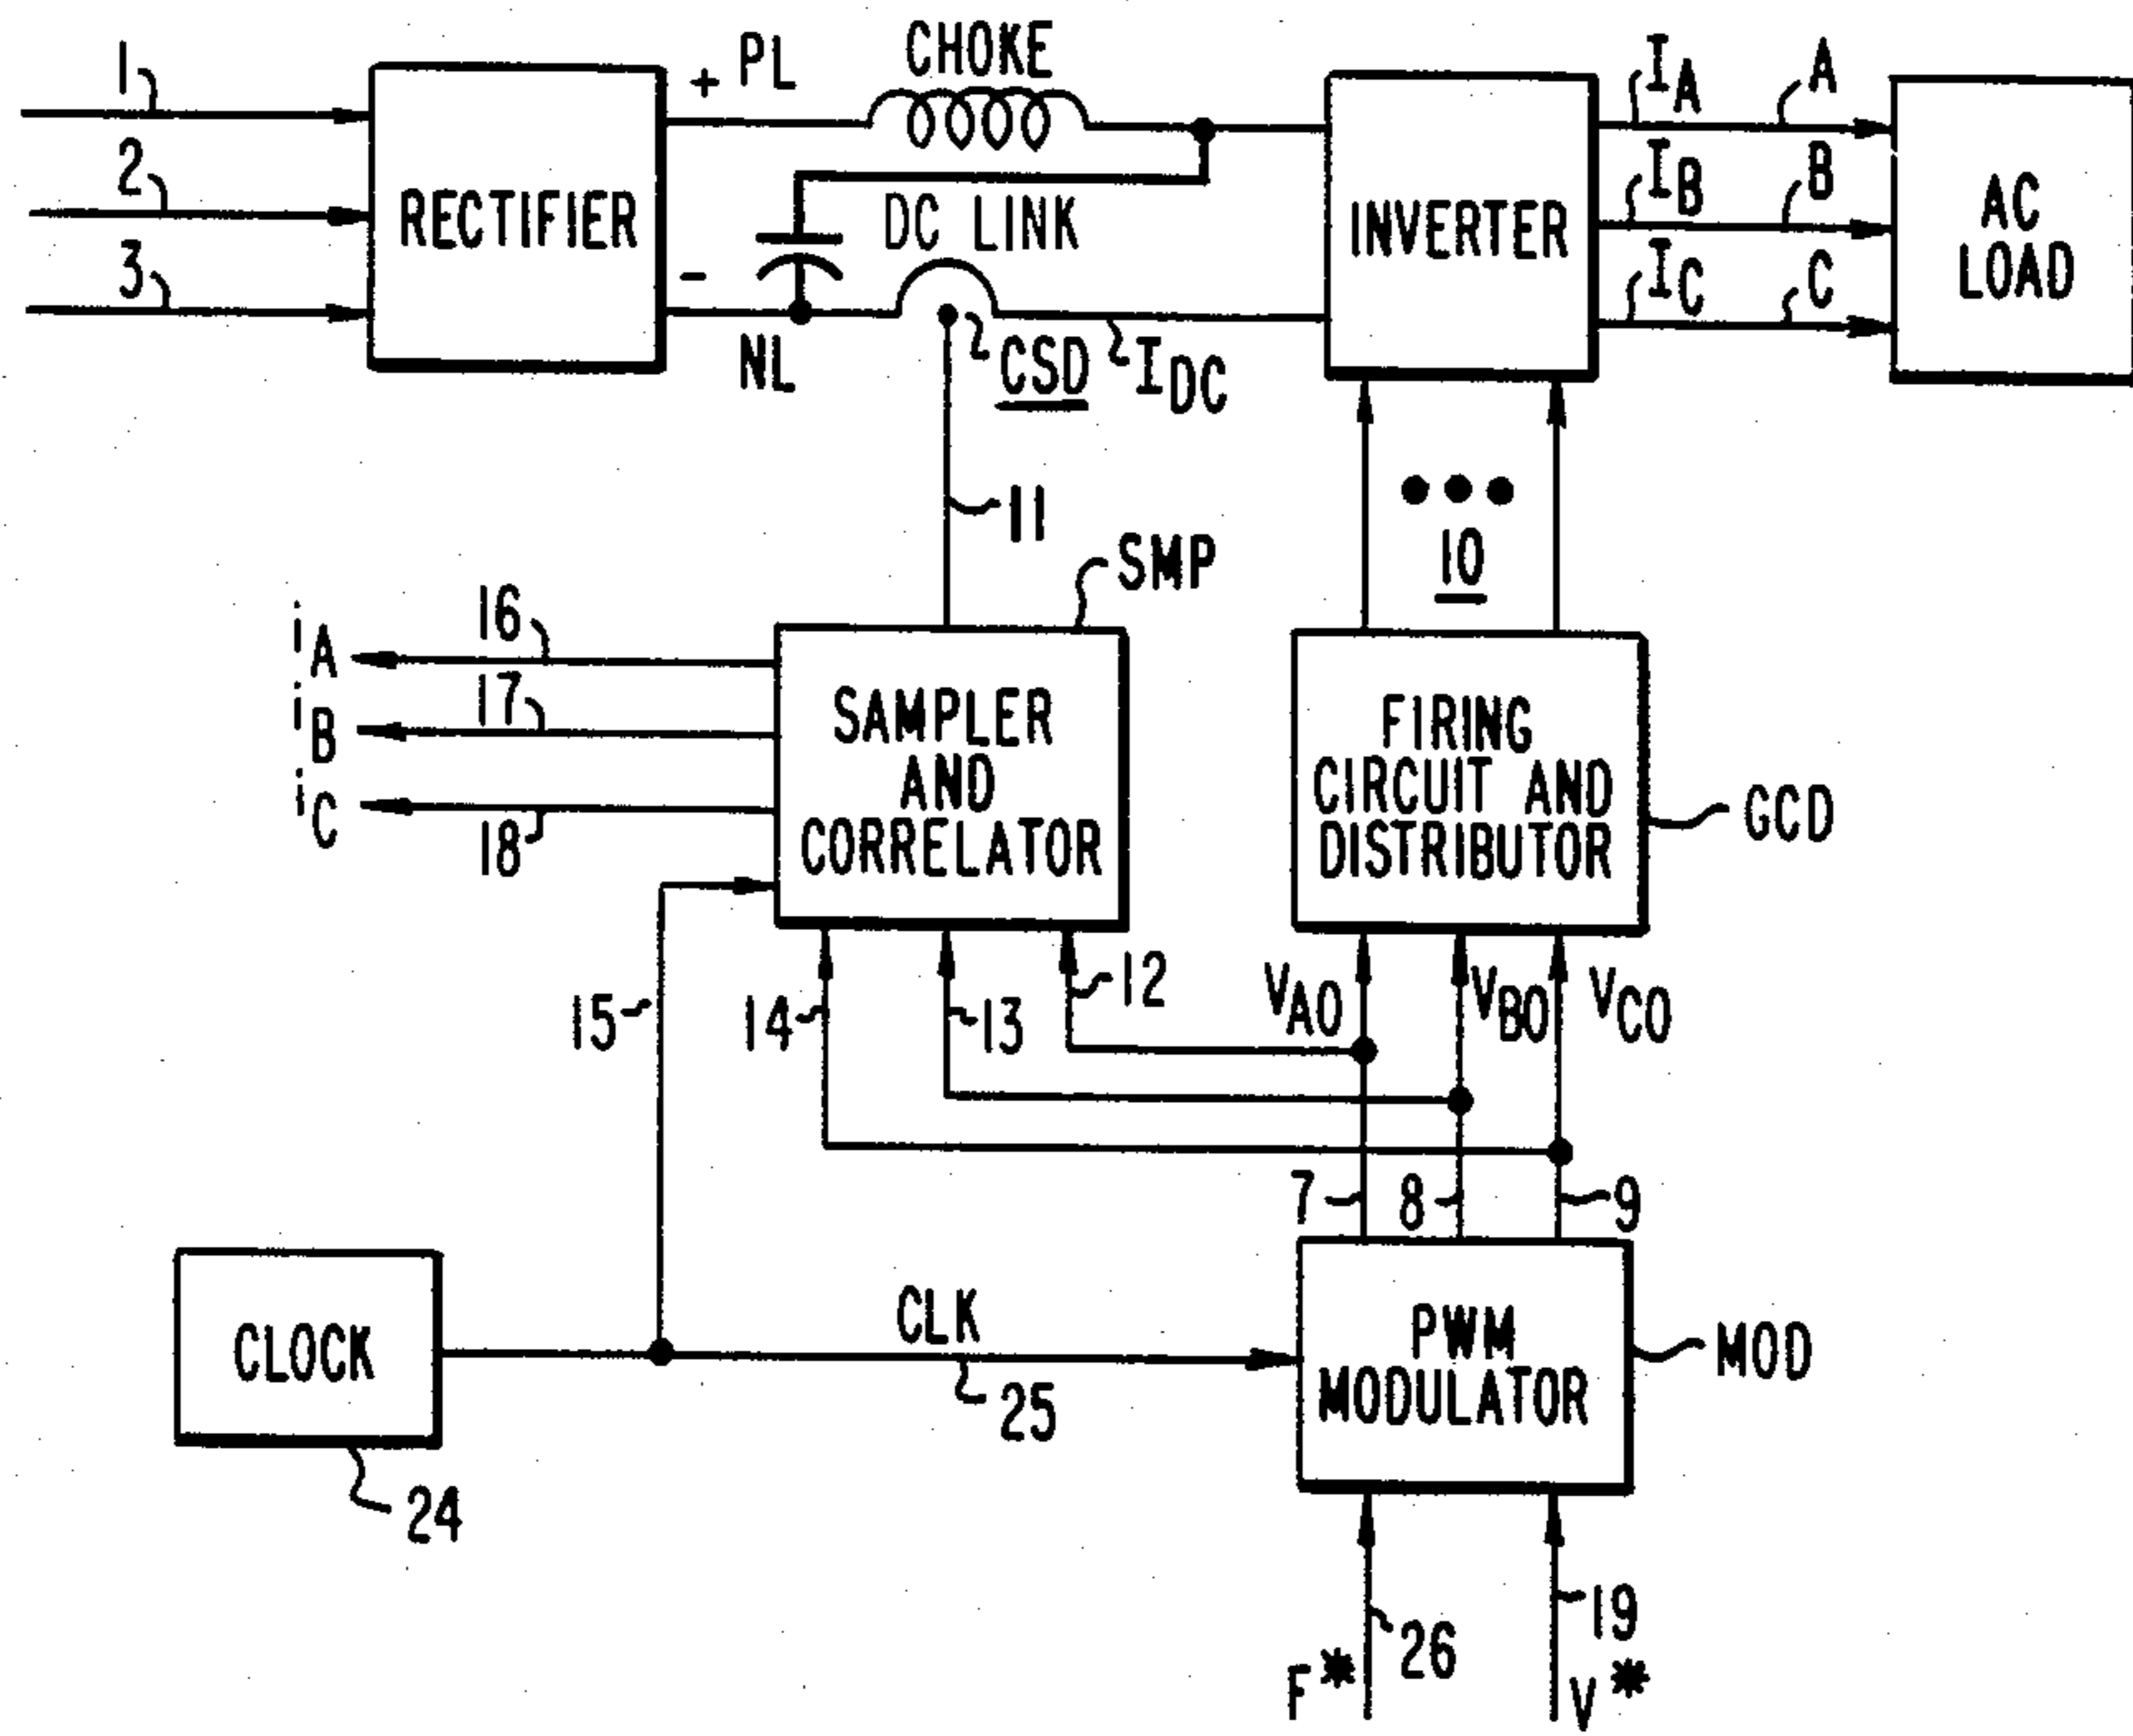 1
2
3
RECTIFIER
+ PL
CHOKE
DC LINK
-
NL
CSD
IDC
INVERTER
IA
A
IB
B
IC
C
AC
LOAD
11
10
SMP
iA
16
iB
17
iC
18
SAMPLER
AND
CORRELATOR
FIRING
CIRCUIT AND
DISTRIBUTOR
GCD
15
14
13
12
VAO
VBO
VCO
7
8
9
CLOCK
24
CLK
25
PWM
MODULATOR
MOD
F*
26
19
V*